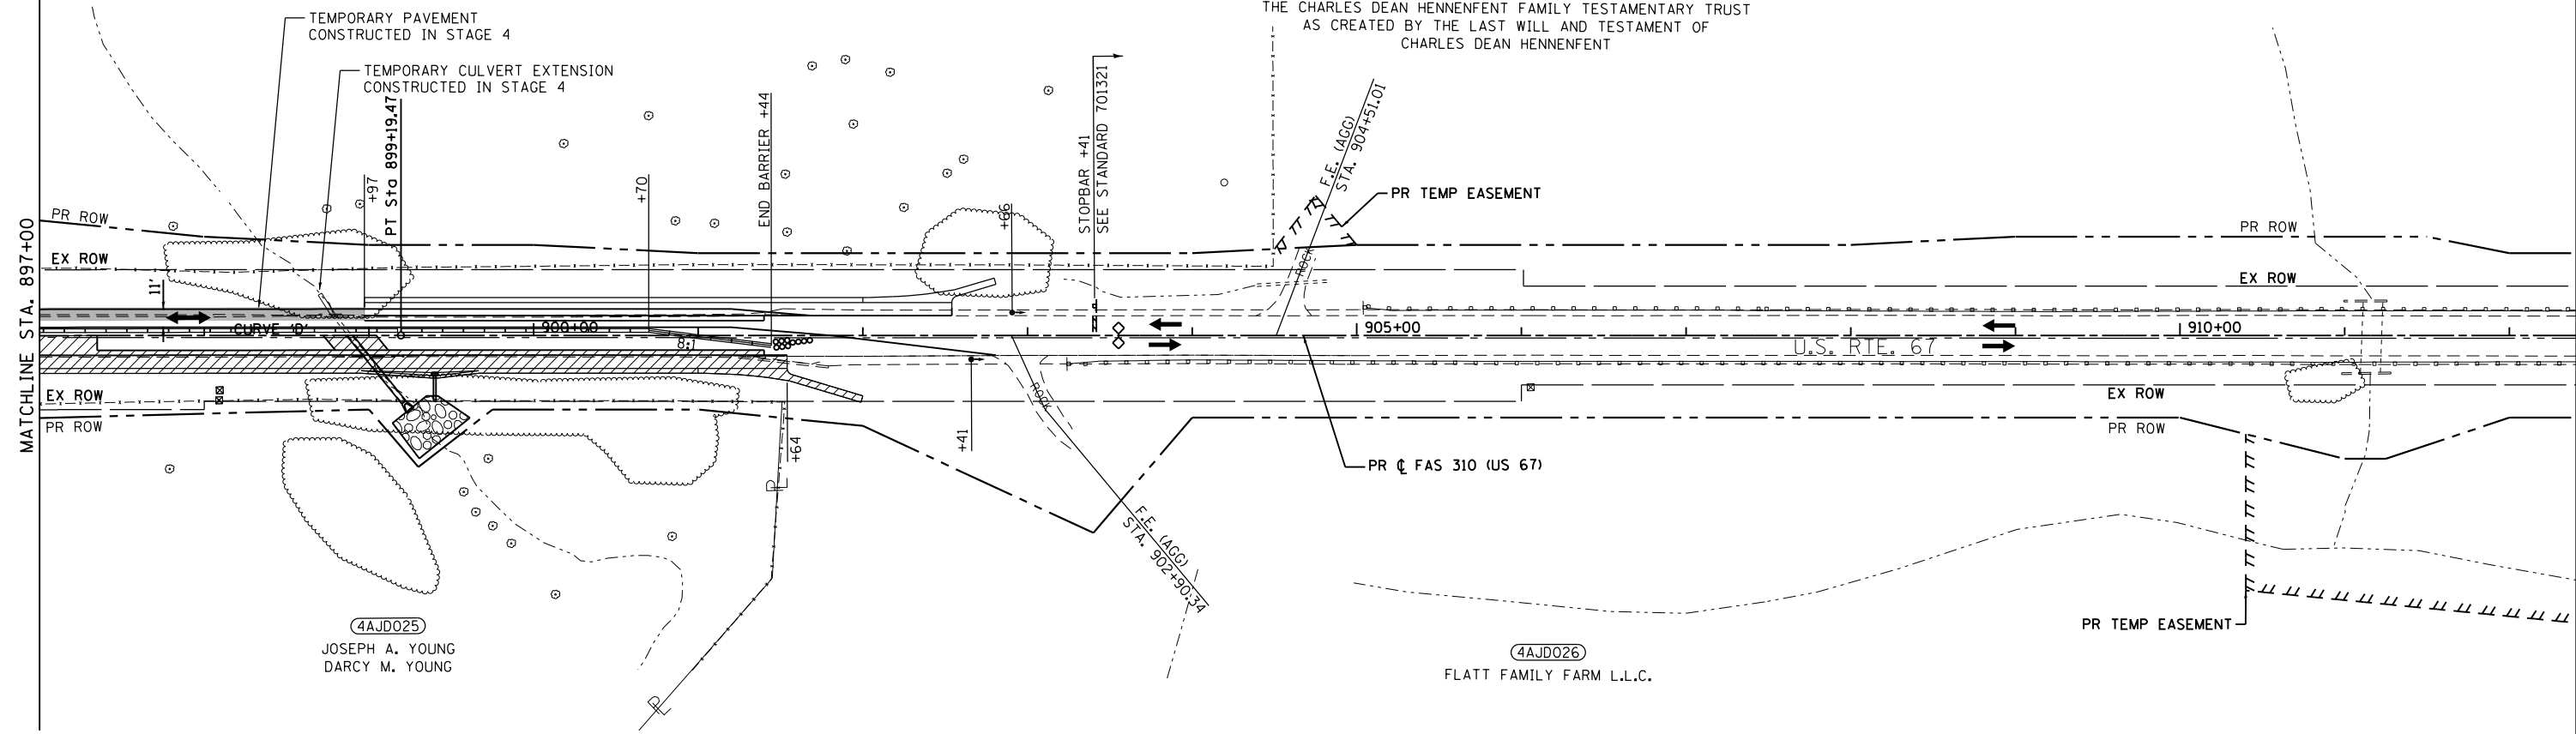 THE CHARLES DEAN HENNENFENT FAMILY TESTAMENTARY TRUST
AS CREATED BY THE LAST WILL AND TESTAMENT OF
CHARLES DEAN HENNENFENT
TEMPORARY PAVEMENT
CONSTRUCTED IN STAGE 4
TEMPORARY CULVERT EXTENSION
CONSTRUCTED IN STAGE 4
MATCHLINE STA. 897+00
PR ROW
EX ROW
11'
+97
PT Sta 899+19.47
+70
END BARRIER +44
+66
STOPBAR +41
SEE STANDARD 701321
F.E. (AGG)
STA. 904+51.01
PR TEMP EASEMENT
ROCK
PR ROW
EX ROW
CURVE 'D'
900+00
8:1
905+00
910+00
U.S. RTE. 67
EX ROW
PR ROW
+64
+41
ROCK
F.E. (AGG)
STA. 902+90.34
PR ℄ FAS 310 (US 67)
EX ROW
PR ROW
PR TEMP EASEMENT
4AJD025
JOSEPH A. YOUNG
DARCY M. YOUNG
4AJD026
FLATT FAMILY FARM L.L.C.
P
P